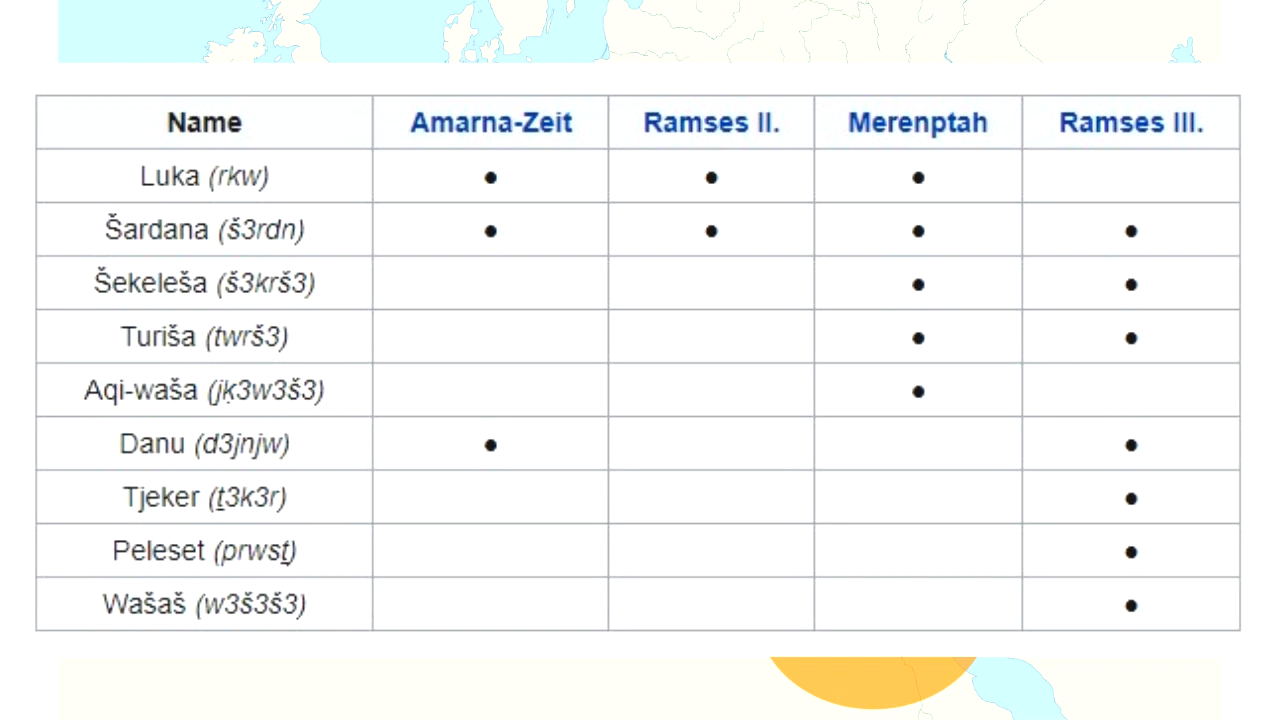 Name Amarna-Zeit Ramses II. Merenptah Ramses III.
Luka (rkw) ● ● ●
Šardana (š3rdn) ● ● ● ●
Šekeleša (š3krš3) ● ●
Turiša (twrš3) ● ●
Aqi-waša (jķ3w3š3) ●
Danu (d3jnjw) ● ●
Tjeker (ṯ3k3r) ●
Peleset (prwsṯ) ●
Wašaš (w3š3š3) ●